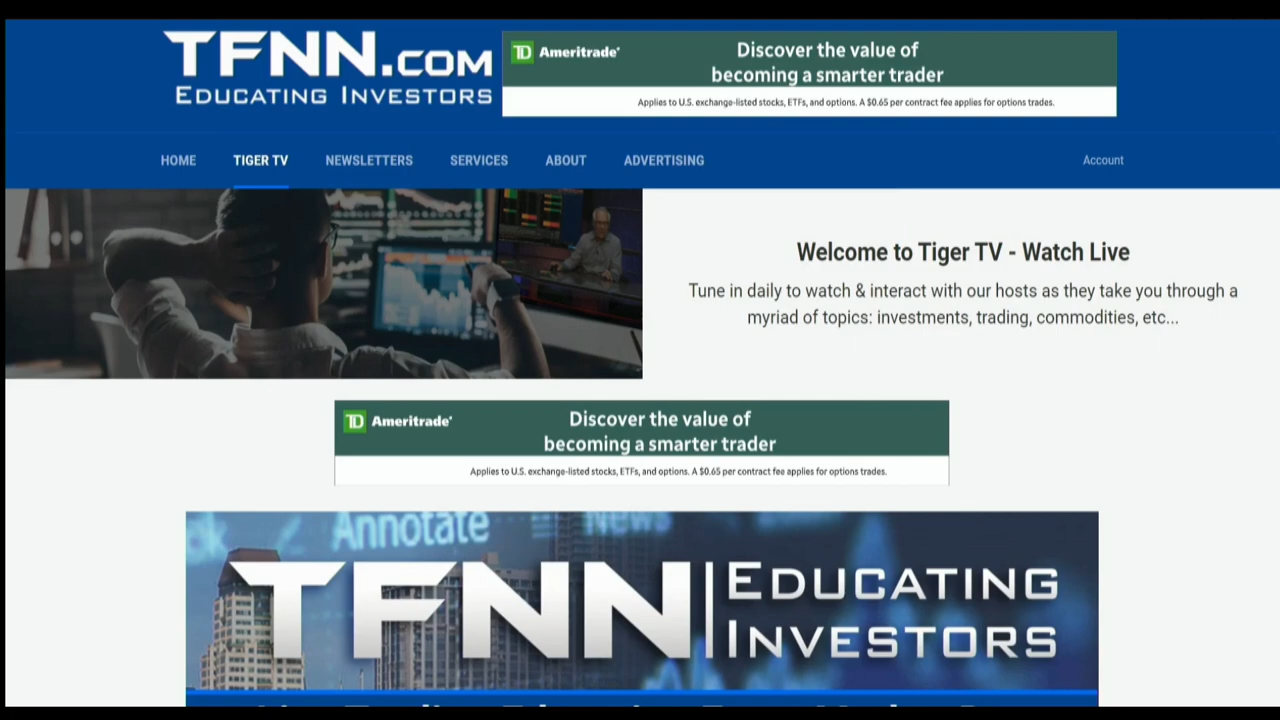 TFNN.COM
EDUCATING INVESTORS
TD Ameritrade
Discover the value of
becoming a smarter trader
Applies to U.S. exchange-listed stocks, ETFs, and options. A $0.65 per contract fee applies for options trades.
HOME TIGER TV NEWSLETTERS SERVICES ABOUT ADVERTISING Account
Welcome to Tiger TV - Watch Live
Tune in daily to watch & interact with our hosts as they take you through a
myriad of topics: investments, trading, commodities, etc...
TD Ameritrade
Discover the value of
becoming a smarter trader
Applies to U.S. exchange-listed stocks, ETFs, and options. A $0.65 per contract fee applies for options trades.
Annotate News
TFNN EDUCATING
INVESTORS